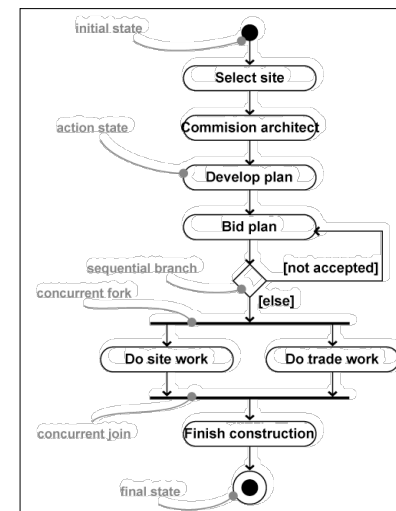 initial state
Select site
Commision architect
action state
Develop plan
Bid plan
sequential branch
[not accepted]
concurrent fork
[else]
Do site work
Do trade work
concurrent join
Finish construction
final state